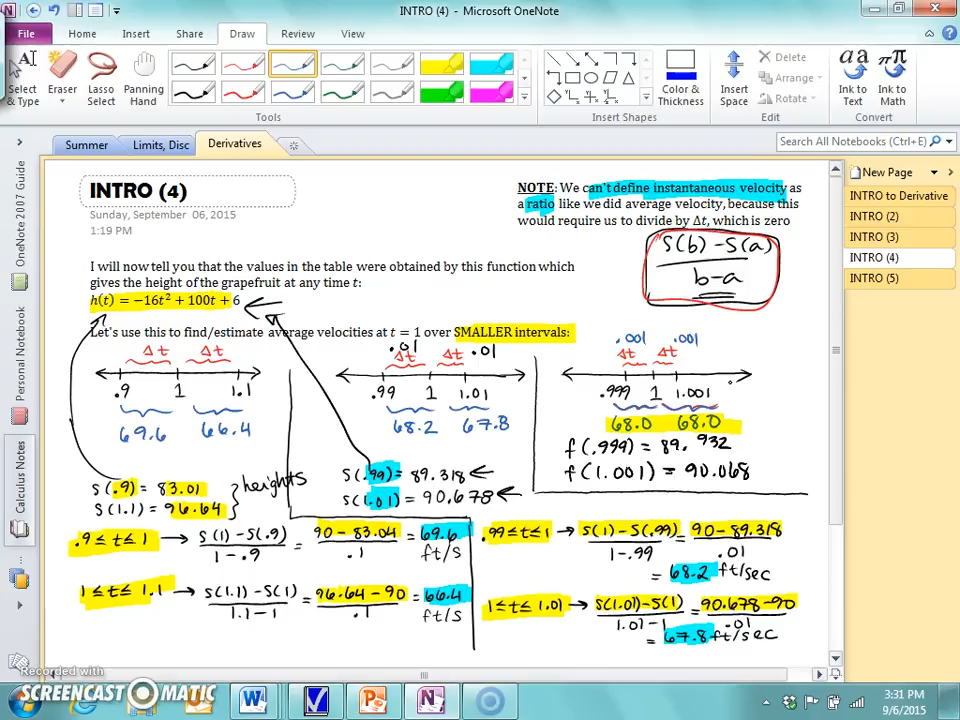 INTRO (4) - Microsoft OneNote
File Home Insert Share Draw Review View
Select & Type
Eraser
Lasso Select
Panning Hand
Tools
Insert Shapes
Color & Thickness
Insert Space
Delete
Arrange
Rotate
Edit
Ink to Text
Ink to Math
Convert
Summer Limits, Disc Derivatives
Search All Notebooks (Ctrl+E)
New Page
INTRO to Derivative
INTRO (2)
INTRO (3)
INTRO (4)
INTRO (5)
OneNote 2007 Guide
Personal Notebook
Calculus Notes
INTRO (4)
Sunday, September 06, 2015
1:19 PM
NOTE: We can't define instantaneous velocity as
a ratio like we did average velocity, because this
would require us to divide by Δt, which is zero
S(b) - S(a)
b-a
I will now tell you that the values in the table were obtained by this function which
gives the height of the grapefruit at any time t:
h(t) = −16t² + 100t + 6
Let's use this to find/estimate average velocities at t = 1 over SMALLER intervals:
Δt Δt
.9 1 1.1
69.6 66.4
.01 .01
Δt Δt
.99 1 1.01
68.2 67.8
.001 .001
Δt Δt
.999 1 1.001
68.0 68.0
f(.999) = 89.932
f(1.001) = 90.068
S(.99) = 89.318
S(1.01) = 90.678
S(.9) = 83.01
S(1.1) = 96.64
heights
.9 ≤ t ≤ 1 → S(1) - S(.9) = 90 - 83.04 = 69.6
1 - .9 .1 ft/s
1 ≤ t ≤ 1.1 → S(1.1) - S(1) = 96.64 - 90 = 66.4
1.1 - 1 .1 ft/s
.99 ≤ t ≤ 1 → S(1) - S(.99) = 90 - 89.318
1 - .99 .01
= 68.2 ft/sec
1 ≤ t ≤ 1.01 → S(1.01) - S(1) = 90.678 - 90
1.01 - 1 .01
= 67.8 ft/sec
Recorded with
SCREENCAST MATIC
3:31 PM
9/6/2015